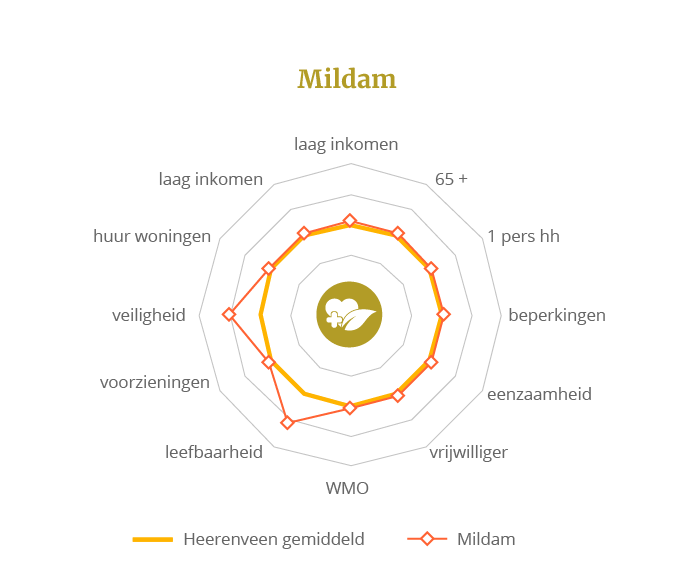 Mildam
laag inkomen
laag inkomen
65 +
huur woningen
1 pers hh
veiligheid
beperkingen
voorzieningen
eenzaamheid
leefbaarheid
vrijwilliger
WMO
Heerenveen gemiddeld
Mildam